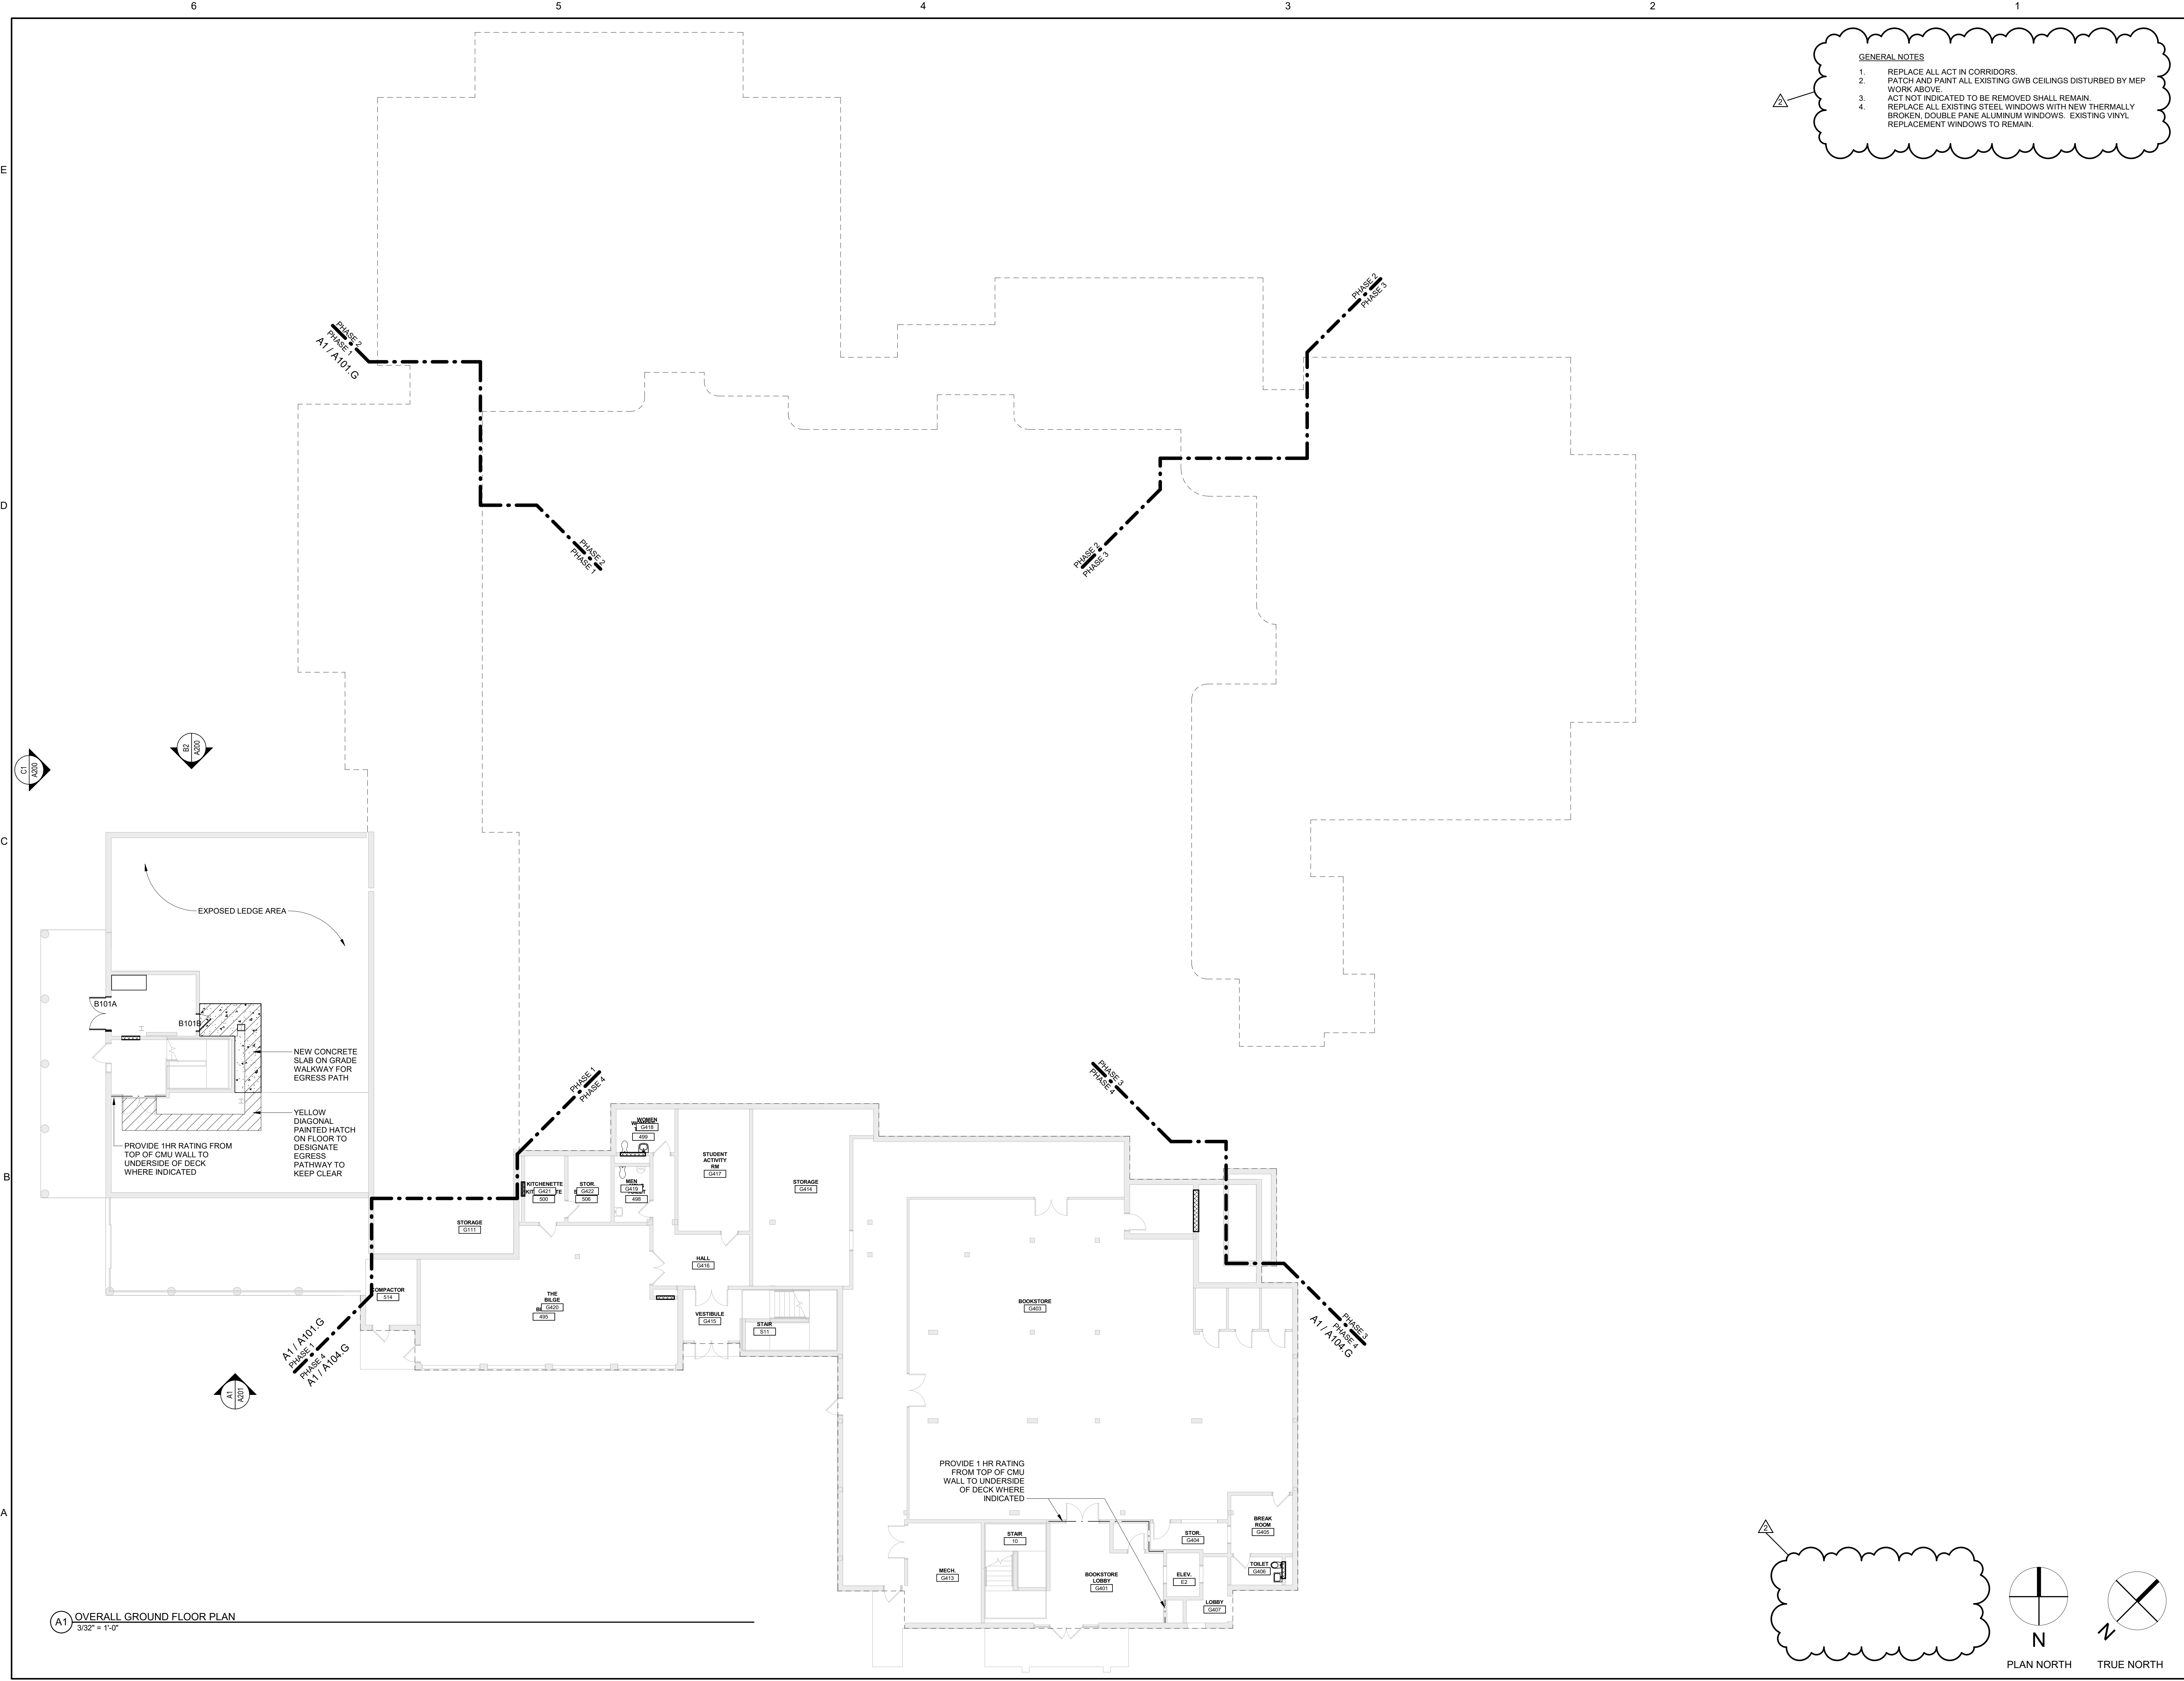 6
5
4
3
2
1
E
D
C
B
A
GENERAL NOTES
1. REPLACE ALL ACT IN CORRIDORS.
2. PATCH AND PAINT ALL EXISTING GWB CEILINGS DISTURBED BY MEP
WORK ABOVE.
3. ACT NOT INDICATED TO BE REMOVED SHALL REMAIN.
4. REPLACE ALL EXISTING STEEL WINDOWS WITH NEW THERMALLY
BROKEN, DOUBLE PANE ALUMINUM WINDOWS. EXISTING VINYL
REPLACEMENT WINDOWS TO REMAIN.
2
PHASE 2
PHASE 1
A1 / A101.G
PHASE 2
PHASE 3
PHASE 2
PHASE 1
PHASE 2
PHASE 3
B2
A200
C1
A200
EXPOSED LEDGE AREA
B101A
B101B
NEW CONCRETE
SLAB ON GRADE
WALKWAY FOR
EGRESS PATH
YELLOW
DIAGONAL
PAINTED HATCH
ON FLOOR TO
DESIGNATE
EGRESS
PATHWAY TO
KEEP CLEAR
PROVIDE 1HR RATING FROM
TOP OF CMU WALL TO
UNDERSIDE OF DECK
WHERE INDICATED
PHASE 1
PHASE 4
PHASE 3
PHASE 4
WOMEN
G418
499
STUDENT
ACTIVITY
RM
G417
STORAGE
G414
KITCHENETTE
G421
500
STOR.
G422
506
MEN
G419
498
STORAGE
G111
HALL
G416
COMPACTOR
514
THE
BILGE
G420
495
VESTIBULE
G415
STAIR
S11
BOOKSTORE
G403
A1 / A101.G
PHASE 1
PHASE 4
A1 / A104.G
PHASE 3
PHASE 4
A1 / A104.G
A1
A201
PROVIDE 1 HR RATING
FROM TOP OF CMU
WALL TO UNDERSIDE
OF DECK WHERE
INDICATED
BREAK
ROOM
G405
STAIR
10
STOR.
G404
TOILET
G406
MECH.
G413
BOOKSTORE
LOBBY
G401
ELEV.
E2
LOBBY
G407
A1
OVERALL GROUND FLOOR PLAN
3/32" = 1'-0"
2
N
PLAN NORTH
N
TRUE NORTH